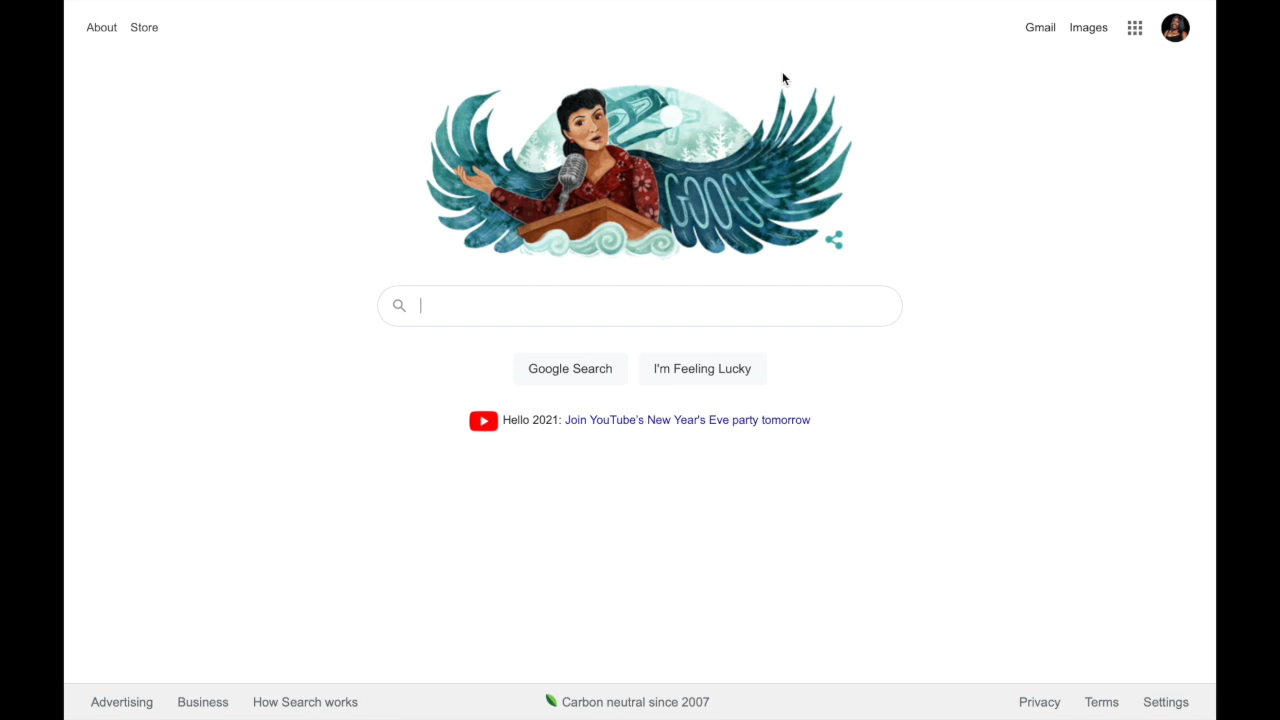 About Store
Gmail Images
GOOGLE
Google Search I'm Feeling Lucky
Hello 2021: Join YouTube's New Year's Eve party tomorrow
Advertising Business How Search works
Carbon neutral since 2007
Privacy Terms Settings